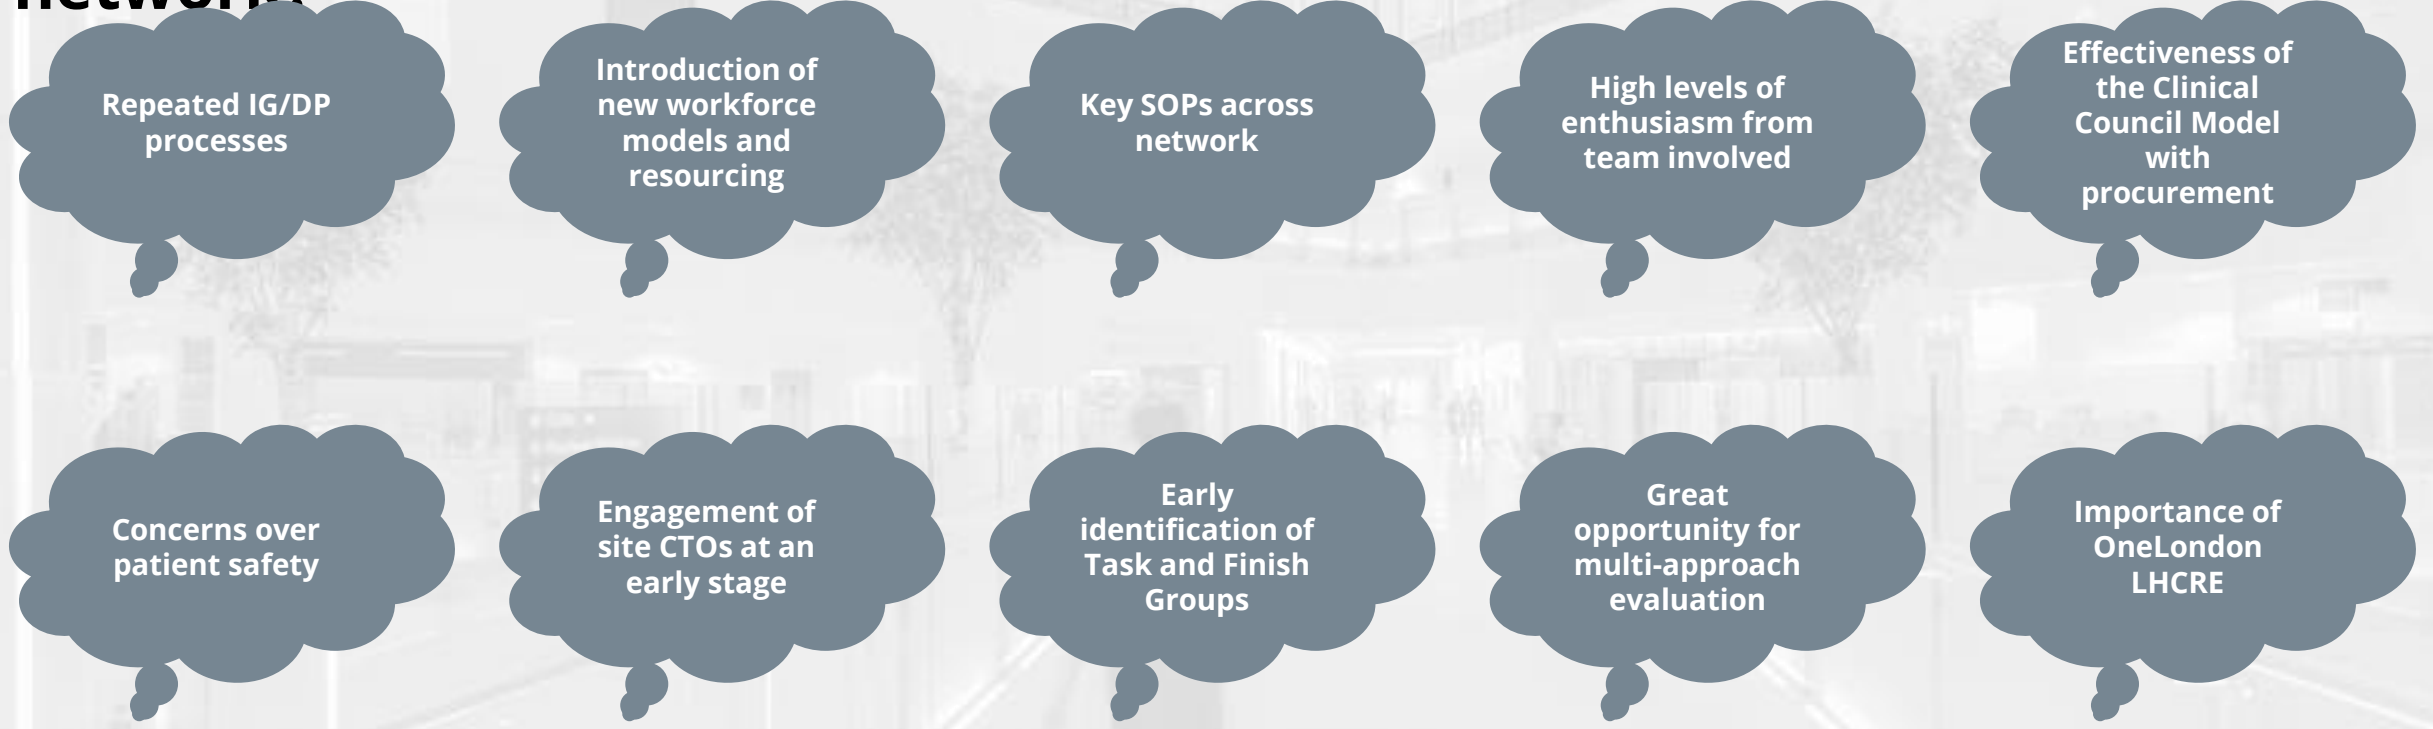 Repeated IG/DP
processes
Introduction of
new workforce
models and
resourcing
Key SOPs across
network
High levels of
enthusiasm from
team involved
Effectiveness of
the Clinical
Council Model
with
procurement
Concerns over
patient safety
Engagement of
site CTOs at an
early stage
Early
identification of
Task and Finish
Groups
Great
opportunity for
multi-approach
evaluation
Importance of
OneLondon
LHCRE